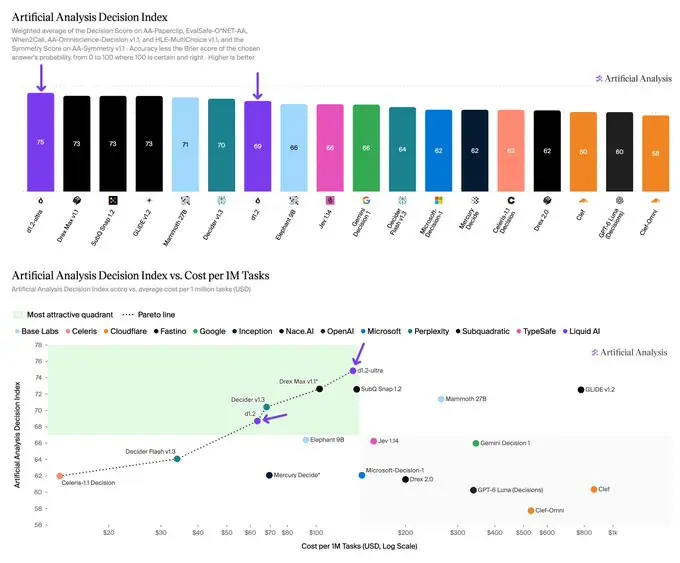 Artificial Analysis Decision Index
Weighted average of the Decision Score on AA-Paperclip, EvalSafe-O*NET-AA,
When2Call, AA-Omniscience-Decision v1.1, and HLE-MultiChoice v1.1, and
the Symmetry Score on AA-Symmetry v1.1 · Accuracy less the Brier score of the chosen
answer's probability, from 0 to 100 where 100 is certain and right · Higher is better
Artificial Analysis
75 73 73 73 71 70 69 66 66 66 64 62 62 62 62 60 60 58
d1.2-ultra
Drex Max v1.1
SubQ Snap 1.2
GLiDE v1.2
Mammoth 27B
Decider v1.3
d1.2
Elephant 9B
Jev 1.14
Gemini Decision 1
Decider Flash v1.3
Microsoft-Decision-1
Mercury Decide
Celeris-1.1 Decision
Drex 2.0
Clef
GPT-6 Luna (Decisions)
Clef-Omni
Artificial Analysis Decision Index vs. Cost per 1M Tasks
Artificial Analysis Decision Index score vs. average cost per 1 million tasks (USD)
Most attractive quadrant Pareto line
Base Labs Celeris Cloudflare Fastino Google Inception Nace.AI OpenAI Microsoft Perplexity Subquadratic TypeSafe Liquid AI
Artificial Analysis
Artificial Analysis Decision Index
78
76
74
72
70
68
66
64
62
60
58
56
d1.2-ultra
Drex Max v1.1*
SubQ Snap 1.2
GLiDE v1.2
Mammoth 27B
Decider v1.3
d1.2
Elephant 9B
Jev 1.14
Gemini Decision 1
Decider Flash v1.3
Celeris-1.1 Decision
Mercury Decide*
Microsoft-Decision-1
Drex 2.0
GPT-6 Luna (Decisions)
Clef
Clef-Omni
$20 $30 $40 $50 $60 $70 $80 $100 $200 $300 $400 $500 $600 $800 $1k
Cost per 1M Tasks (USD, Log Scale)